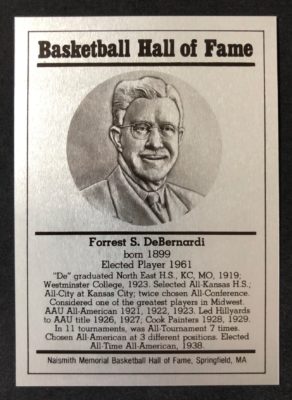 Basketball Hall of Fame
Forrest S. DeBernardi
born 1899
Elected Player 1961
"De" graduated North East H.S., KC, MO, 1919;
Westminster College, 1923. Selected All-Kansas H.S.;
All-City at Kansas City; twice chosen All-Conference.
Considered one of the greatest players in Midwest.
AAU All-American 1921, 1922, 1923. Led Hillyards
to AAU title 1926, 1927; Cook Painters 1928, 1929.
In 11 tournaments, was All-Tournament 7 times.
Chosen All-American at 3 different positions. Elected
All-Time All-American, 1938.
Naismith Memorial Basketball Hall of Fame, Springfield, MA